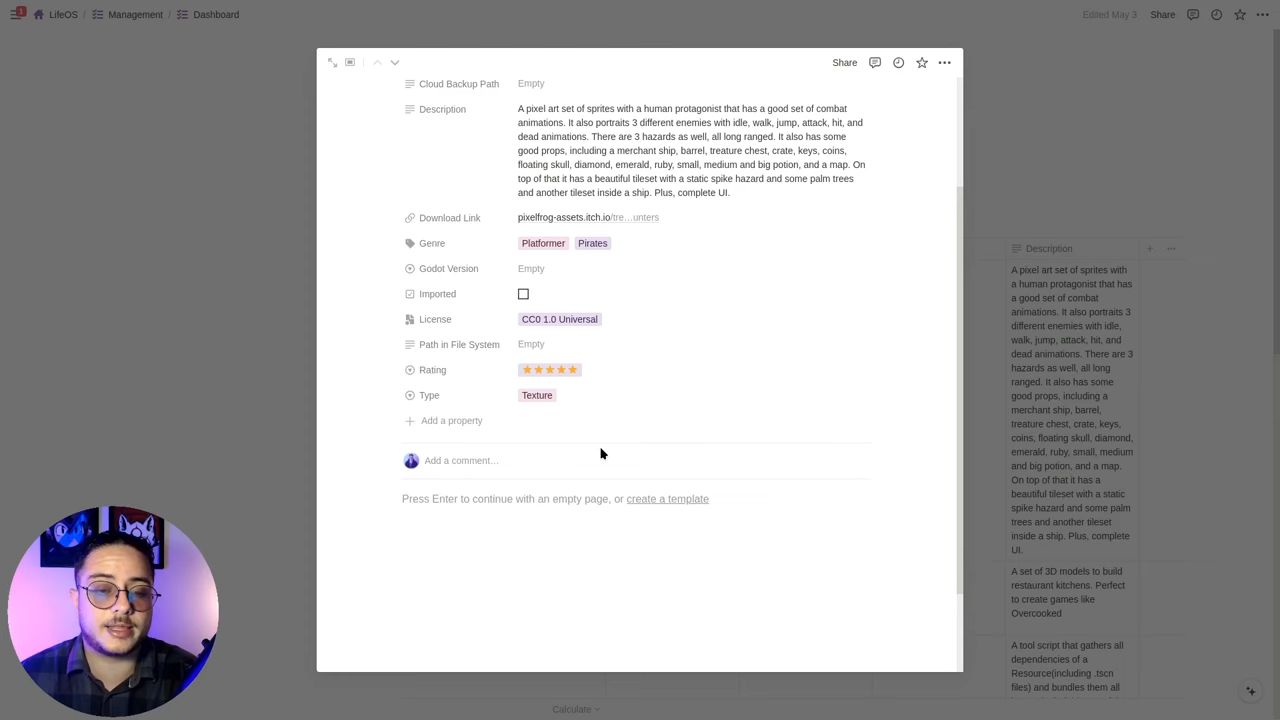 1
LifeOS / Management / Dashboard
Edited May 3
Share
Share
Cloud Backup Path
Empty
Description
A pixel art set of sprites with a human protagonist that has a good set of combat
animations. It also portraits 3 different enemies with idle, walk, jump, attack, hit, and
dead animations. There are 3 hazards as well, all long ranged. It also has some
good props, including a merchant ship, barrel, treature chest, crate, keys, coins,
floating skull, diamond, emerald, ruby, small, medium and big potion, and a map. On
top of that it has a beautiful tileset with a static spike hazard and some palm trees
and another tileset inside a ship. Plus, complete UI.
Download Link
pixelfrog-assets.itch.io/tre…unters
Genre
Platformer Pirates
Godot Version
Empty
Imported
License
CC0 1.0 Universal
Path in File System
Empty
Rating
Type
Texture
Add a property
Add a comment…
Press Enter to continue with an empty page, or create a template
Description
A pixel art set of sprites with
a human protagonist that has
a good set of combat
animations. It also portraits 3
different enemies with idle,
walk, jump, attack, hit, and
dead animations. There are 3
hazards as well, all long
ranged. It also has some
good props, including a
merchant ship, barrel,
treature chest, crate, keys,
coins, floating skull, diamond,
emerald, ruby, small, medium
and big potion, and a map.
On top of that it has a
beautiful tileset with a static
spike hazard and some palm
trees and another tileset
inside a ship. Plus, complete
UI.
A set of 3D models to build
restaurant kitchens. Perfect
to create games like
Overcooked
A tool script that gathers all
dependencies of a
Resource(including .tscn
files) and bundles them all
Calculate